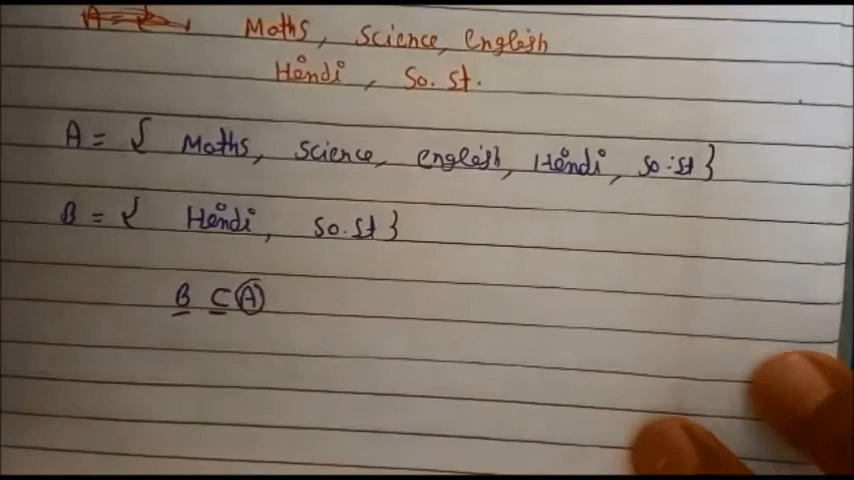 A = {
Maths, Science, english
Hindi, So. st.
A = { Maths, Science, english, Hindi, so. st }
B = { Hindi, so. st }
B ⊂ A